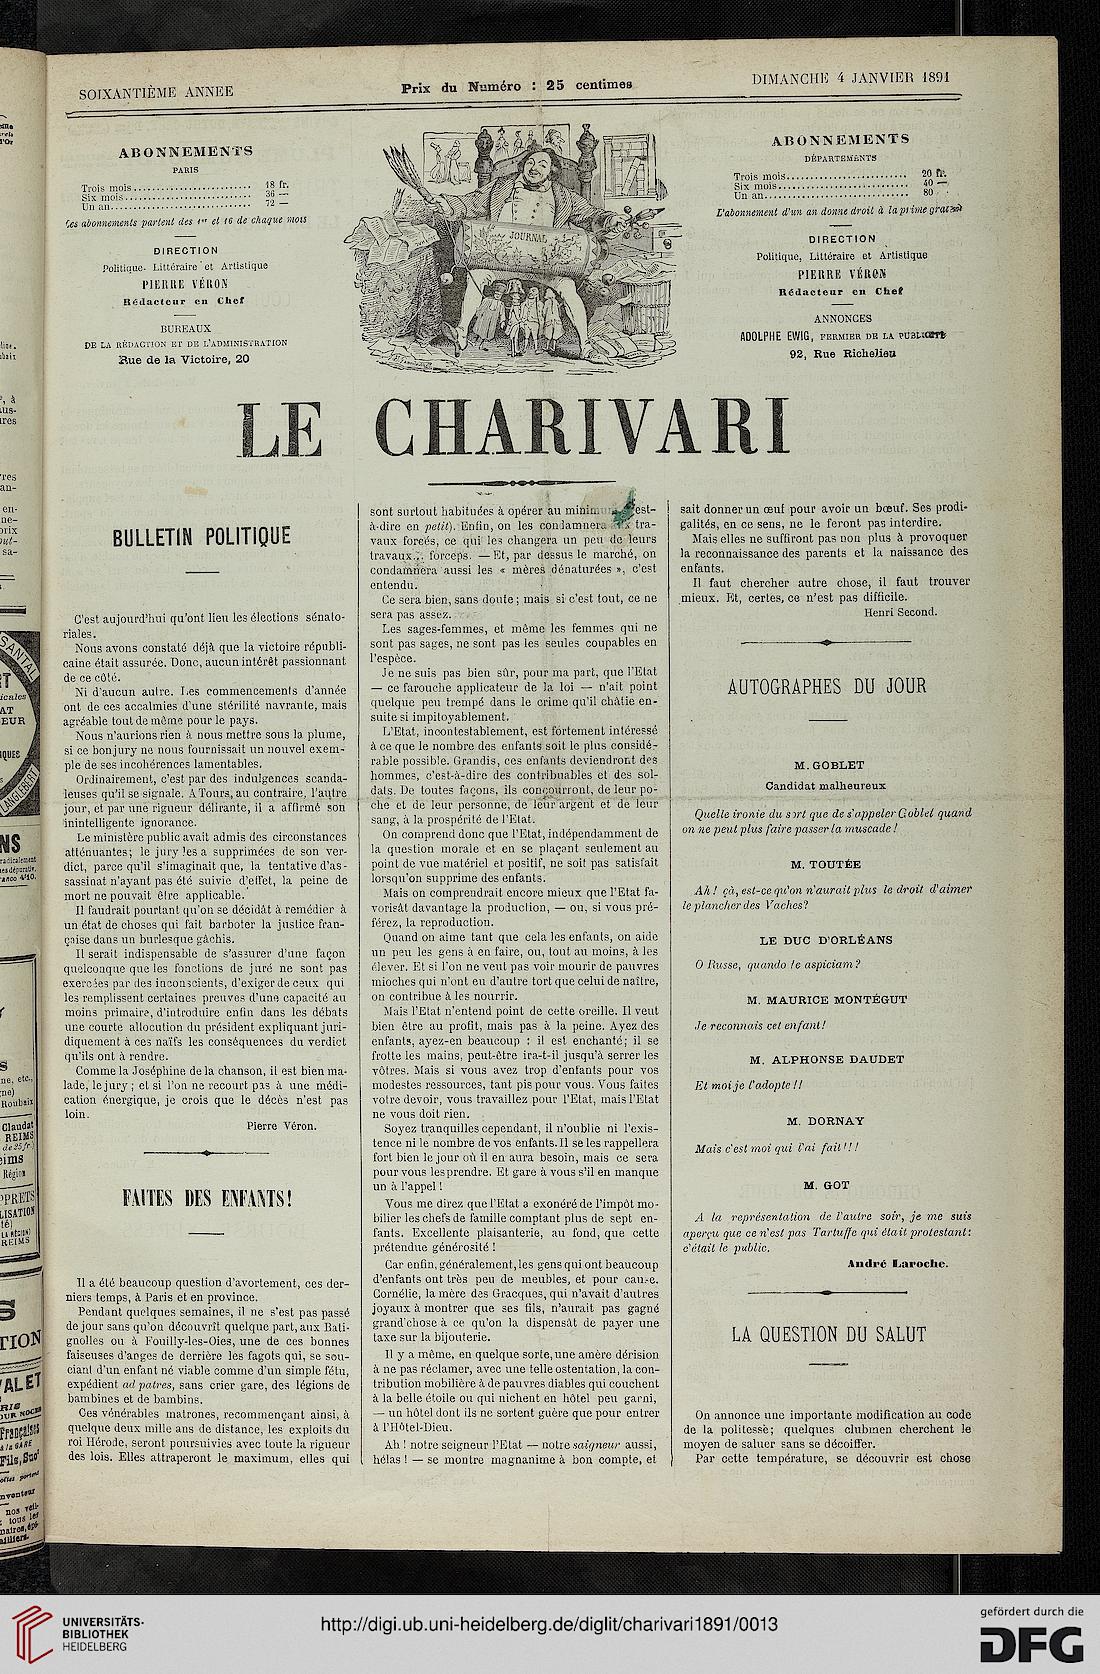 SOIXANTIÈME ANNEE
Prix du Numéro : 25 centimes
DIMANCHE 4 JANVIER 1891
ABONNEMENTS
PARIS
Trois mois ........................ 18 fr.
Six mois ........................ 36 —
Un an ........................ 72 —
Les abonnements partent des 1er et 16 de chaque mois
DIRECTION
Politique. Littéraire et Artistique
PIERRE VÉRON
Rédacteur en Chef
BUREAUX
DE LA RÉDACTION ET DE L'ADMINISTRATION
Rue de la Victoire, 20
JOURNAL
ABONNEMENTS
DÉPARTEMENTS
Trois mois ........................ 20 fr.
Six mois ........................ 40 —
Un an ........................ 80
L'abonnement d'un an donne droit à la prime gratuit
DIRECTION
Politique, Littéraire et Artistique
PIERRE VÉRON
Rédacteur en Chef
ANNONCES
ADOLPHE EWIG, FERMIER DE LA PUBLICITÉ
92, Rue Richelieu
LE CHARIVARI
BULLETIN POLITIQUE
C'est aujourd'hui qu'ont lieu les élections sénato-
riales.
Nous avons constaté déjà que la victoire républi-
caine était assurée. Donc, aucun intérêt passionnant
de ce côté.
Ni d'aucun autre. Les commencements d'année
ont de ces accalmies d'une stérilité navrante, mais
agréable tout de même pour le pays.
Nous n'aurions rien à nous mettre sous la plume,
si ce bon jury ne nous fournissait un nouvel exem-
ple de ses incohérences lamentables.
Ordinairement, c'est par des indulgences scanda-
leuses qu'il se signale. A Tours, au contraire, l'autre
jour, et par une rigueur délirante, il a affirmé son
inintelligente ignorance.
Le ministère public avait admis des circonstances
atténuantes; le jury les a supprimées de son ver-
dict, parce qu'il s'imaginait que, la tentative d'as-
sassinat n'ayant pas été suivie d'effet, la peine de
mort ne pouvait être applicable.
Il faudrait pourtant qu'on se décidât à remédier à
un état de choses qui fait barboter la justice fran-
çaise dans un burlesque gâchis.
Il serait indispensable de s'assurer d'une façon
quelconque que les fonctions de juré ne sont pas
exercées par des inconscients, d'exiger de ceux qui
les remplissent certaines preuves d'une capacité au
moins primaire, d'introduire enfin dans les débats
une courte allocution du président expliquant juri-
diquement à ces naïfs les conséquences du verdict
qu'ils ont à rendre.
Comme la Joséphine de la chanson, il est bien ma-
lade, le jury; et si l'on ne recourt pas à une médi-
cation énergique, je crois que le décès n'est pas
loin.
Pierre Véron.
FAITES DES ENFANTS!
Il a été beaucoup question d'avortement, ces der-
niers temps, à Paris et en province.
Pendant quelques semaines, il ne s'est pas passé
de jour sans qu'on découvrît quelque part, aux Bati-
gnolles ou à Fouilly-les-Oies, une de ces bonnes
faiseuses d'anges de derrière les fagots qui, se sou-
ciant d'un enfant né viable comme d'un simple fétu,
expédient ad patres, sans crier gare, des légions de
bambines et de bambins.
Ces vénérables matrones, recommençant ainsi, à
quelque deux mille ans de distance, les exploits du
roi Hérode, seront poursuivies avec toute la rigueur
des lois. Elles attraperont le maximum, elles qui
sont surtout habituées à opérer au minimum est-
à-dire en petit). Enfin, on les condamnera tra-
vaux forcés, ce qui les changera un peu de leurs
travaux... forceps. — Et, par dessus le marché, on
condamnera aussi les « mères dénaturées », c'est
entendu.
Ce sera bien, sans doute; mais si c'est tout, ce ne
sera pas assez.
Les sages-femmes, et même les femmes qui ne
sont pas sages, ne sont pas les seules coupables en
l'espèce.
Je ne suis pas bien sûr, pour ma part, que l'Etat
— ce farouche applicateur de la loi — n'ait point
quelque peu trempé dans le crime qu'il châtie en-
suite si impitoyablement.
L'Etat, incontestablement, est fortement intéressé
à ce que le nombre des enfants soit le plus considé-
rable possible. Grandis, ces enfants deviendront des
hommes, c'est-à-dire des contribuables et des sol-
dats. De toutes façons, ils concourront, de leur po-
che et de leur personne, de leur argent et de leur
sang, à la prospérité de l'Etat.
On comprend donc que l'Etat, indépendamment de
la question morale et en se plaçant seulement au
point de vue matériel et positif, ne soit pas satisfait
lorsqu'on supprime des enfants.
Mais on comprendrait encore mieux que l'Etat fa-
vorisât davantage la production, — ou, si vous pré-
férez, la reproduction.
Quand on aime tant que cela les enfants, on aide
un peu les gens à en faire, ou, tout au moins, à les
élever. Et si l'on ne veut pas voir mourir de pauvres
mioches qui n'ont eu d'autre tort que celui de naître,
on contribue à les nourrir.
Mais l'Etat n'entend point de cette oreille. Il veut
bien être au profit, mais pas à la peine. Ayez des
enfants, ayez-en beaucoup : il est enchanté; il se
frotte les mains, peut-être ira-t-il jusqu'à serrer les
vôtres. Mais si vous avez trop d'enfants pour vos
modestes ressources, tant pis pour vous. Vous faites
votre devoir, vous travaillez pour l'Etat, mais l'Etat
ne vous doit rien.
Soyez tranquilles cependant, il n'oublie ni l'exis-
tence ni le nombre de vos enfants. Il se les rappellera
fort bien le jour où il en aura besoin, mais ce sera
pour vous les prendre. Et gare à vous s'il en manque
un à l'appel !
Vous me direz que l'Etat a exonéré de l'impôt mo-
bilier les chefs de famille comptant plus de sept en-
fants. Excellente plaisanterie, au fond, que cette
prétendue générosité !
Car enfin, généralement, les gens qui ont beaucoup
d'enfants ont très peu de meubles, et pour cause.
Cornélie, la mère des Gracques, qui n'avait d'autres
joyaux à montrer que ses fils, n'aurait pas gagné
grand'chose à ce qu'on la dispensât de payer une
taxe sur la bijouterie.
Il y a même, en quelque sorte, une amère dérision
à ne pas réclamer, avec une telle ostentation, la con-
tribution mobilière à de pauvres diables qui couchent
à la belle étoile ou qui nichent en hôtel peu garni,
— un hôtel dont ils ne sortent guère que pour entrer
à l'Hôtel-Dieu.
Ah ! notre seigneur l'Etat — notre saigneur aussi,
hélas ! — se montre magnanime à bon compte, et
sait donner un œuf pour avoir un bœuf. Ses prodi-
galités, en ce sens, ne le feront pas interdire.
Mais elles ne suffiront pas non plus à provoquer
la reconnaissance des parents et la naissance des
enfants.
Il faut chercher autre chose, il faut trouver
mieux. Et, certes, ce n'est pas difficile.
Henri Second.
AUTOGRAPHES DU JOUR
M. GOBLET
Candidat malheureux
Quelle ironie du sort que de s'appeler Goblet quand
on ne peut plus faire passer la muscade !
M. TOUTÉE
Ah ! çà, est-ce qu'on n'aurait plus le droit d'aimer
le plancher des Vaches?
LE DUC D'ORLÉANS
O Russe, quando te aspiciam ?
M. MAURICE MONTÉGUT
Je reconnais cet enfant!
M. ALPHONSE DAUDET
Et moi je l'adopte !!
M. DORNAY
Mais c'est moi qui l'ai fait!!!
M. GOT
A la représentation de l'autre soir, je me suis
aperçu que ce n'est pas Tartuffe qui était protestant:
c'était le public.
André Laroche.
LA QUESTION DU SALUT
On annonce une importante modification au code
de la politesse; quelques clubmen cherchent le
moyen de saluer sans se décoiffer.
Par cette température, se découvrir est chose
UNIVERSITÄTS-
BIBLIOTHEK
HEIDELBERG
http://digi.ub.uni-heidelberg.de/diglit/charivari1891/0013
gefördert durch die
DFG